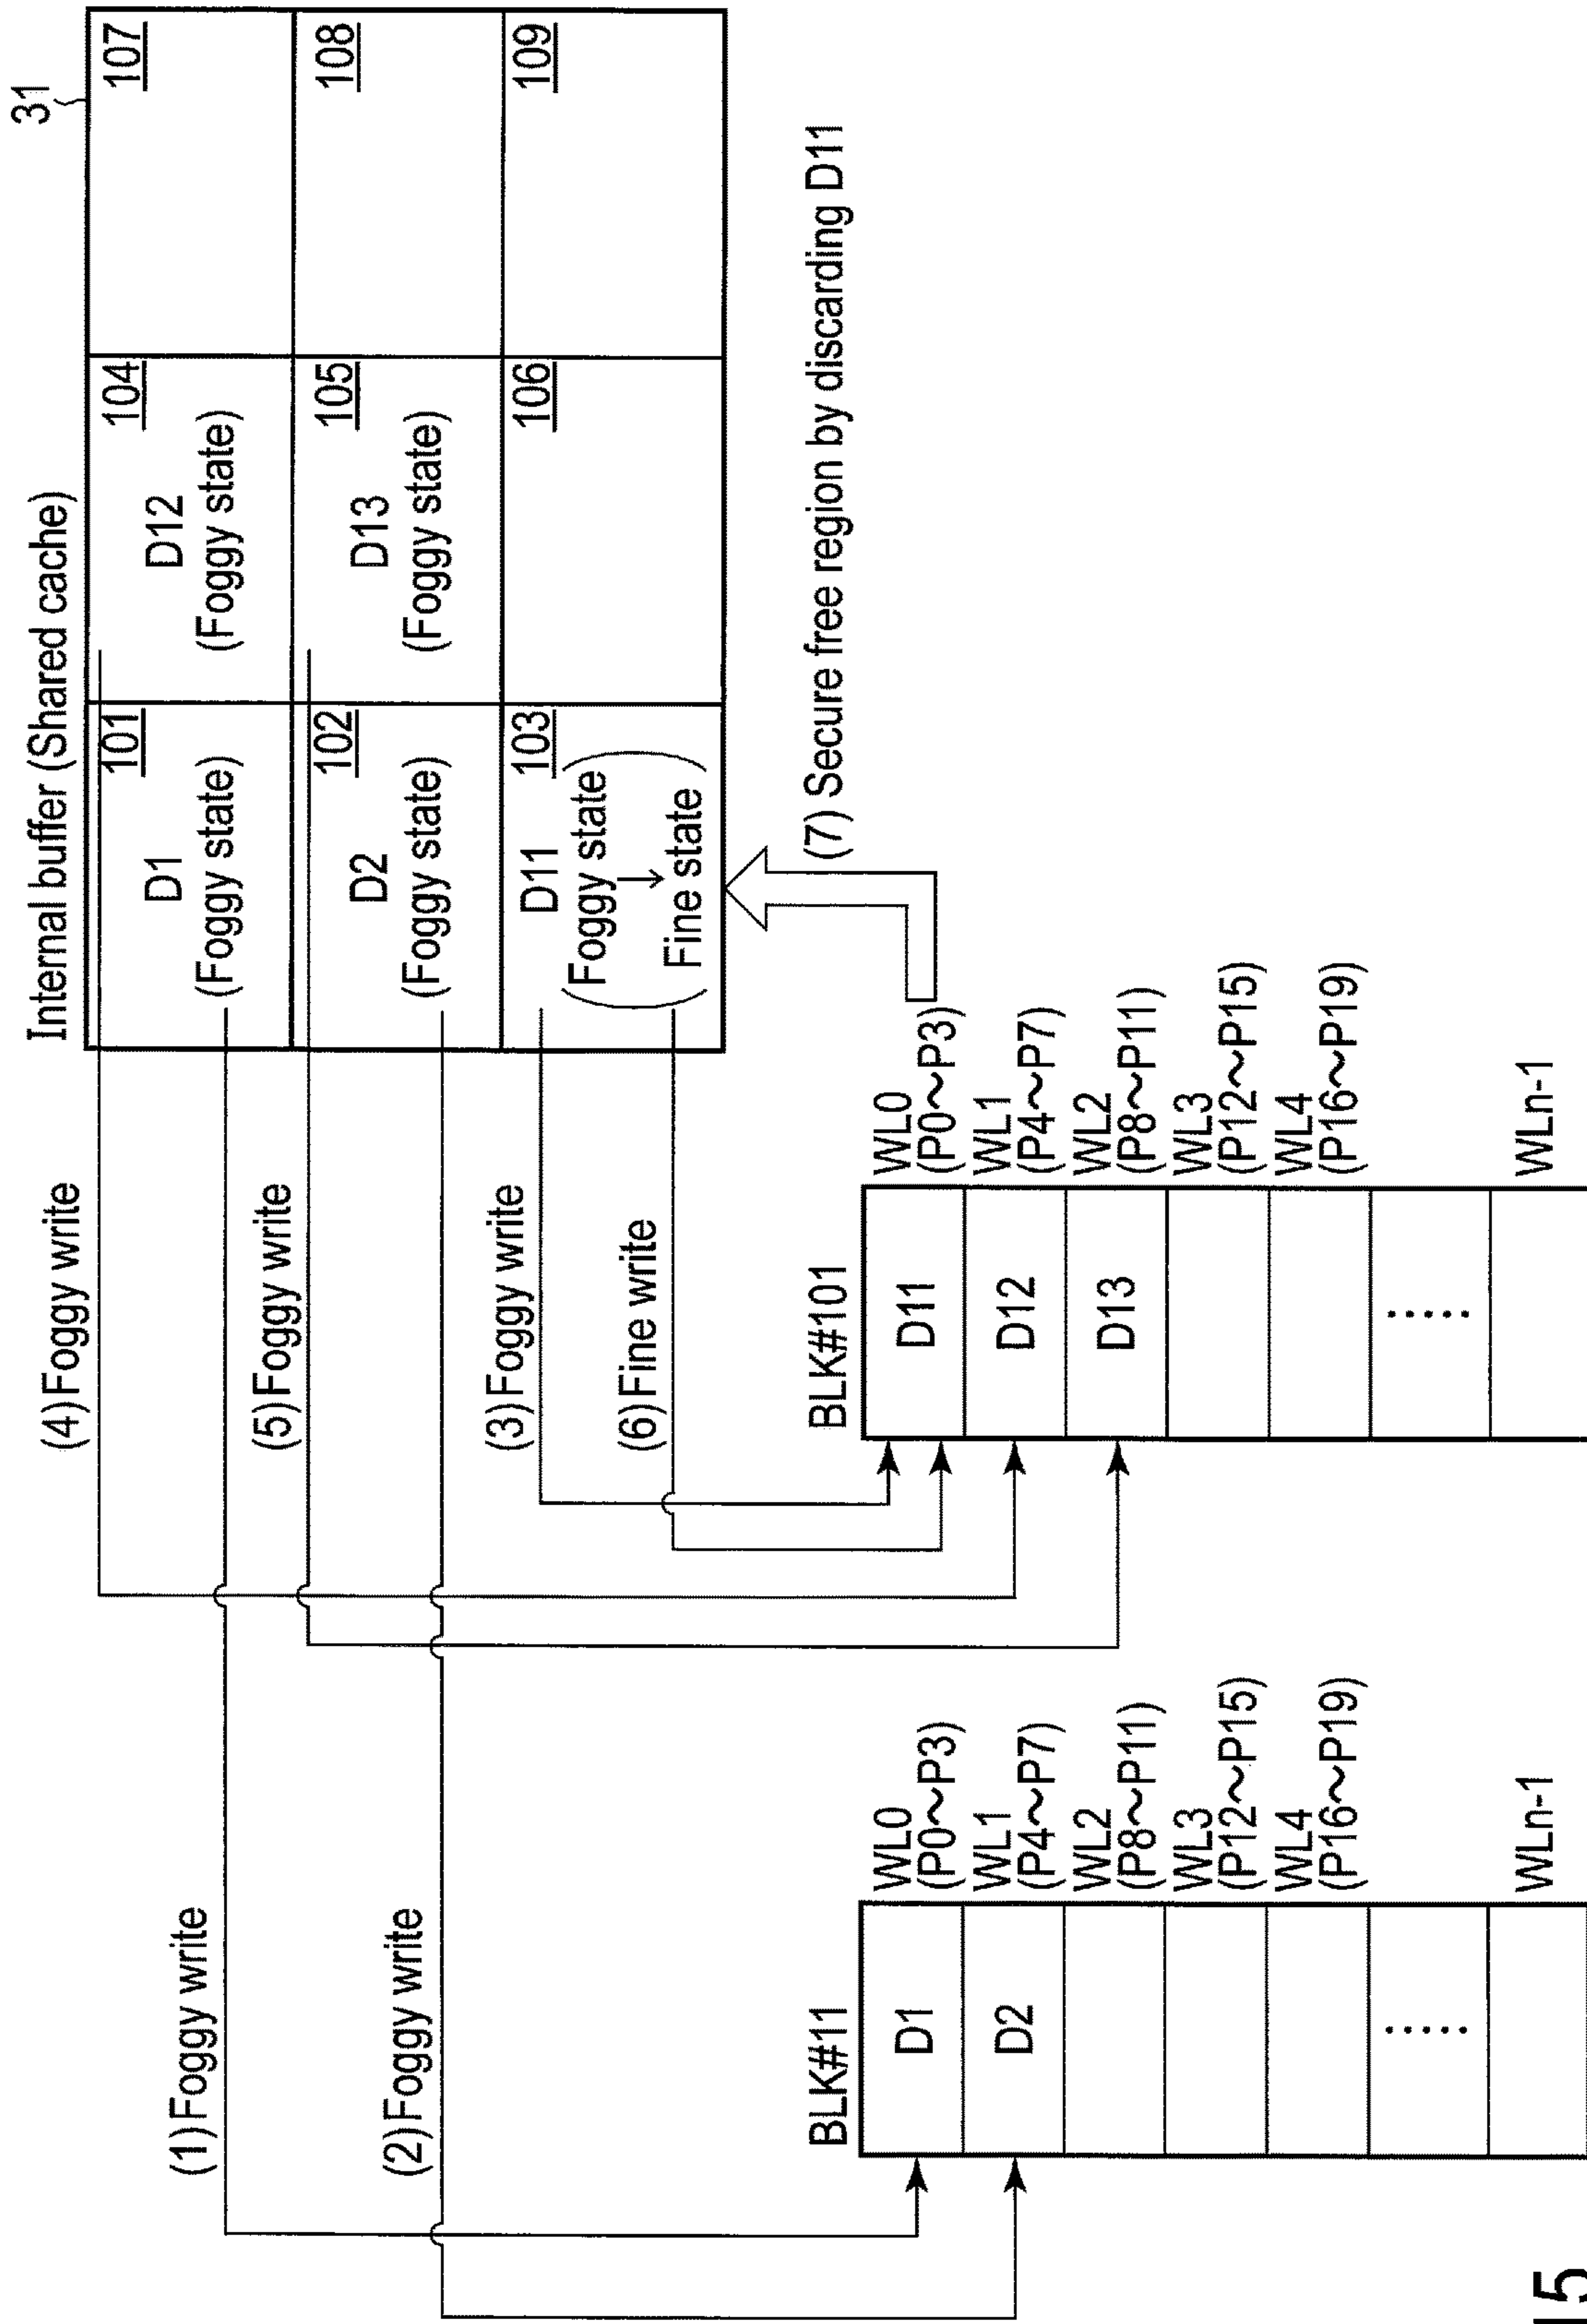 Internal buffer (Shared cache)
31
101
D1
(Foggy state)
104
D12
(Foggy state)
107
102
D2
(Foggy state)
105
D13
(Foggy state)
108
103
D11
(Foggy state
↓
Fine state)
106
109
(4) Foggy write
(1) Foggy write
(5) Foggy write
(2) Foggy write
(3) Foggy write
(6) Fine write
(7) Secure free region by discarding D11
BLK#11
D1
WL0
(P0~P3)
D2
WL1
(P4~P7)
WL2
(P8~P11)
WL3
(P12~P15)
WL4
(P16~P19)
.....
WLn-1
BLK#101
D11
WL0
(P0~P3)
D12
WL1
(P4~P7)
D13
WL2
(P8~P11)
WL3
(P12~P15)
WL4
(P16~P19)
.....
WLn-1